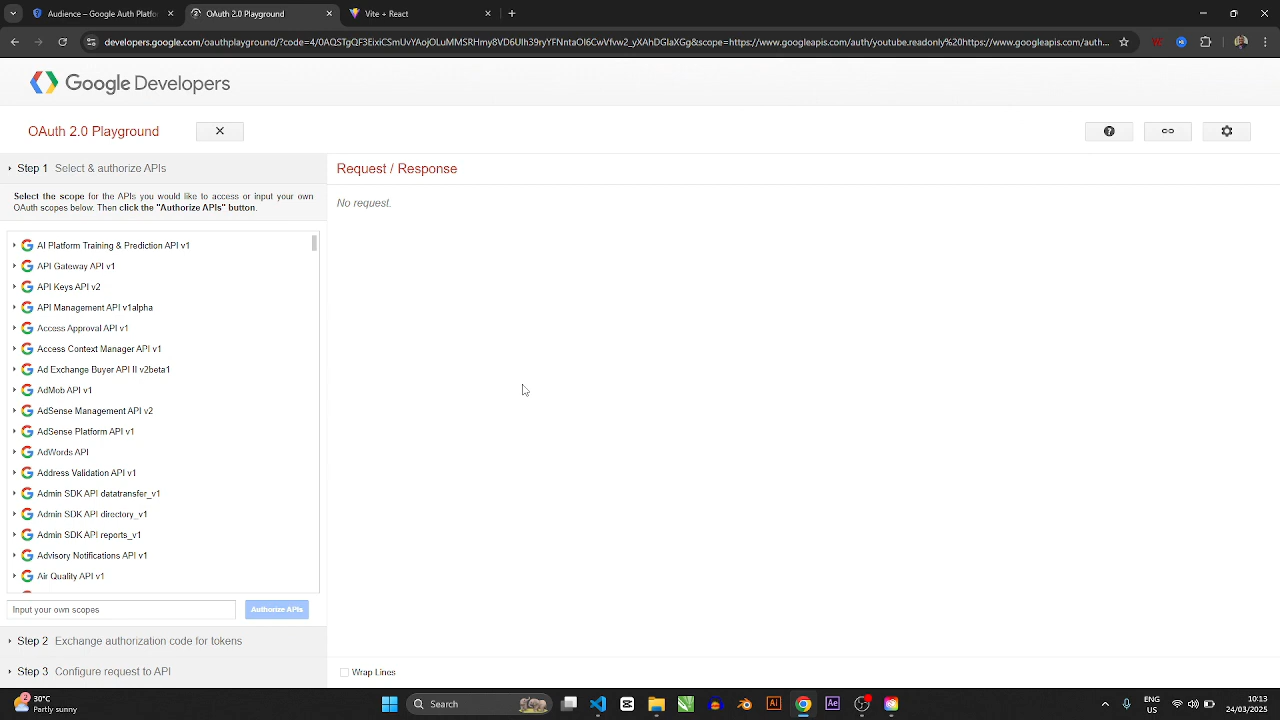 Audience – Google Auth Platfo
OAuth 2.0 Playground
Vite + React
developers.google.com/oauthplayground/?code=4/0AQSTgQF3EixiCSmUvYAojOLuMMSRHmy8VD6UIh39ryYFNntaOl6CwVfvw2_yXAhDGIaXGg&scope=https://www.googleapis.com/auth/youtube.readonly%20https://www.googleapis.com/auth...
Google Developers
OAuth 2.0 Playground
Step 1 Select & authorize APIs
Select the scope for the APIs you would like to access or input your own
OAuth scopes below. Then click the "Authorize APIs" button.
AI Platform Training & Prediction API v1
API Gateway API v1
API Keys API v2
API Management API v1alpha
Access Approval API v1
Access Context Manager API v1
Ad Exchange Buyer API II v2beta1
AdMob API v1
AdSense Management API v2
AdSense Platform API v1
AdWords API
Address Validation API v1
Admin SDK API datatransfer_v1
Admin SDK API directory_v1
Admin SDK API reports_v1
Advisory Notifications API v1
Air Quality API v1
Input your own scopes
Authorize APIs
Step 2 Exchange authorization code for tokens
Step 3 Configure request to API
Request / Response
No request.
Wrap Lines
2
30°C
Partly sunny
Search
Ai
Ae
ENG
US
10:13
24/03/2025